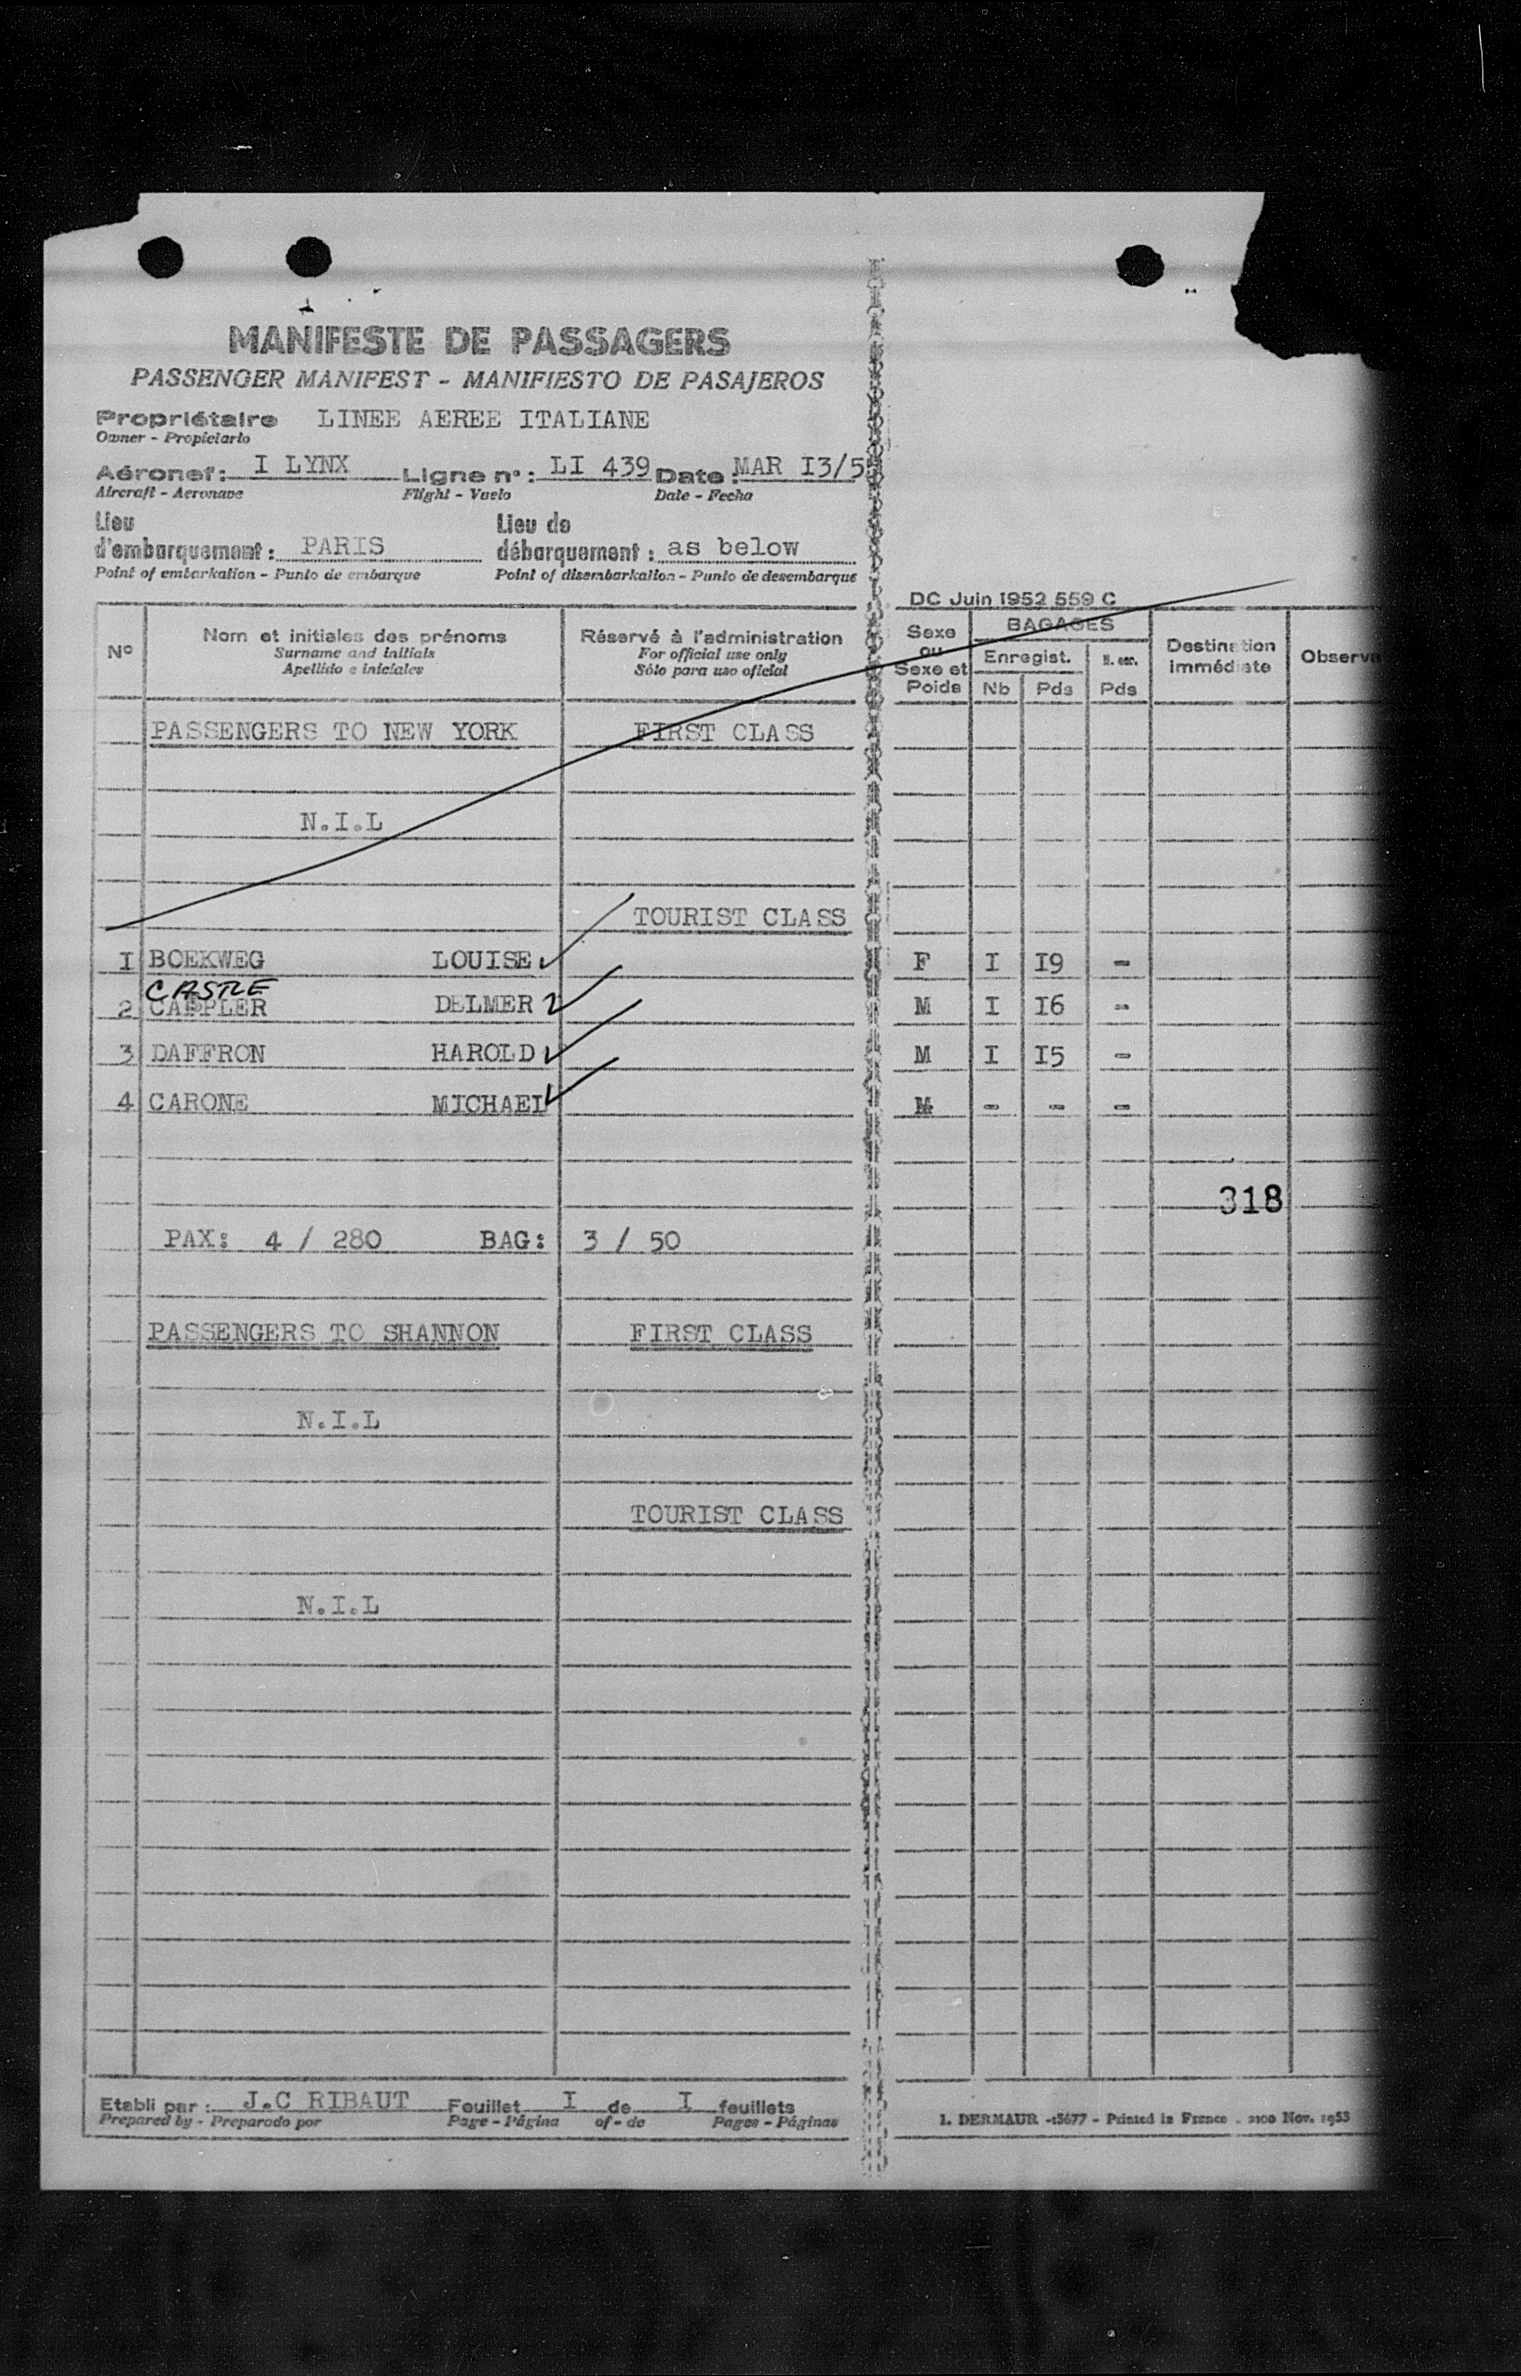 MANIFESTE DE PASSAGERS
PASSENGER MANIFEST - MANIFIESTO DE PASAJEROS
Propriétaire LINEE AEREE ITALIANE
Owner - Propietario
Aéronef: I LYNX Ligne n°: LI 439 Date: MAR I3/5
Aircraft - Aeronave Flight - Vuelo Date - Fecha
Lieu d'embarquement: PARIS Lieu de débarquement: as below
Point of embarkation - Punto de embarque Point of disembarkation - Punto de desembarque
DC Juin 1952 559 C
N° Nom et initiales des prénoms Réservé à l'administration Sexe ou Sexe et Poids BAGAGES Destination immédiate Observa
Surname and initials For official use only Enregist.
Apellido e iniciales Sólo para uso oficial Nb Pds Pds
PASSENGERS TO NEW YORK FIRST CLASS
N.I.L
TOURIST CLASS
I BOEKWEG LOUISE F I I9 -
CASTLE
2 CAPPLER DELMER M I I6 -
3 DAFFRON HAROLD M I I5 -
4 CARONE MICHAEL M - - -
318
PAX: 4 / 280 BAG: 3 / 50
PASSENGERS TO SHANNON FIRST CLASS
N.I.L
TOURIST CLASS
N.I.L
Etabli par: J.C RIBAUT Feuillet I de I feuillets
Prepared by - Preparado por Page - Página of - de Pages - Páginas
I. DERMAUR -15677 - Printed in France - 2100 Nov. 1953